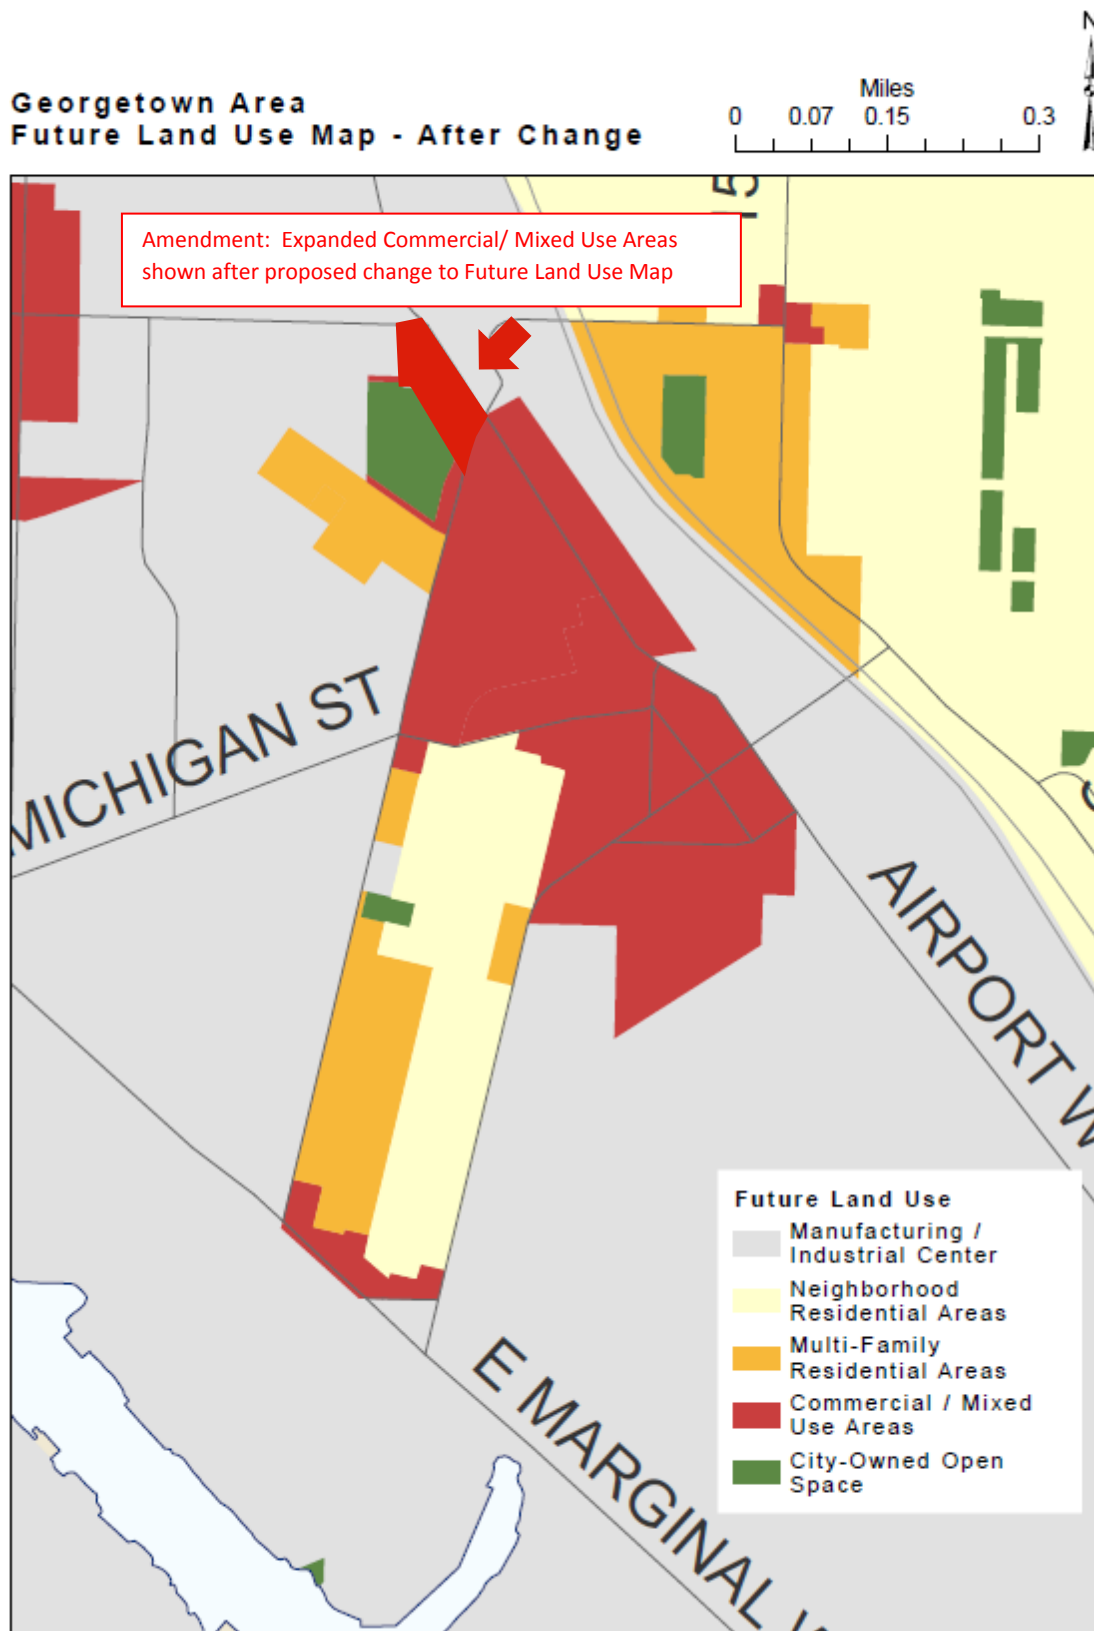 N
Georgetown Area
Future Land Use Map - After Change
Miles
0 0.07 0.15 0.3
15
Amendment: Expanded Commercial/ Mixed Use Areas
shown after proposed change to Future Land Use Map
MICHIGAN ST
AIRPORT W
E MARGINAL W
Future Land Use
Manufacturing /
Industrial Center
Neighborhood
Residential Areas
Multi-Family
Residential Areas
Commercial / Mixed
Use Areas
City-Owned Open
Space